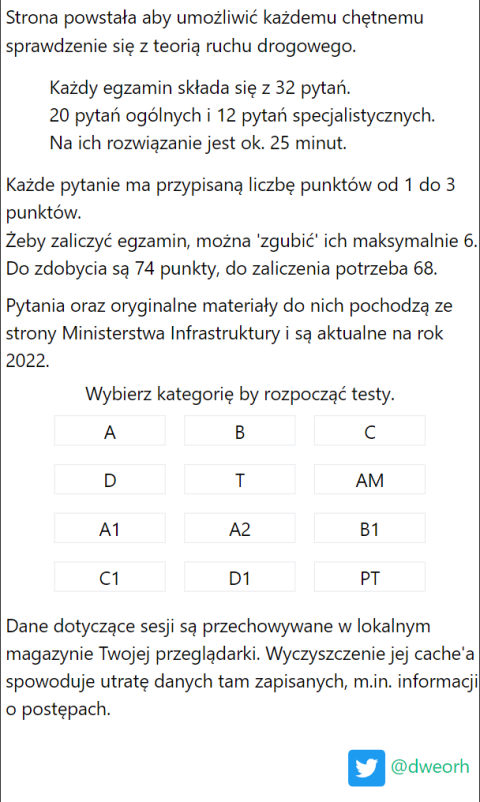 Strona powstała aby umożliwić każdemu chętnemu
sprawdzenie się z teorią ruchu drogowego.
Każdy egzamin składa się z 32 pytań.
20 pytań ogólnych i 12 pytań specjalistycznych.
Na ich rozwiązanie jest ok. 25 minut.
Każde pytanie ma przypisaną liczbę punktów od 1 do 3
punktów.
Żeby zaliczyć egzamin, można 'zgubić' ich maksymalnie 6.
Do zdobycia są 74 punkty, do zaliczenia potrzeba 68.
Pytania oraz oryginalne materiały do nich pochodzą ze
strony Ministerstwa Infrastruktury i są aktualne na rok
2022.
Wybierz kategorię by rozpocząć testy.
A B C
D T AM
A1 A2 B1
C1 D1 PT
Dane dotyczące sesji są przechowywane w lokalnym
magazynie Twojej przeglądarki. Wyczyszczenie jej cache'a
spowoduje utratę danych tam zapisanych, m.in. informacji
o postępach.
@dweorh